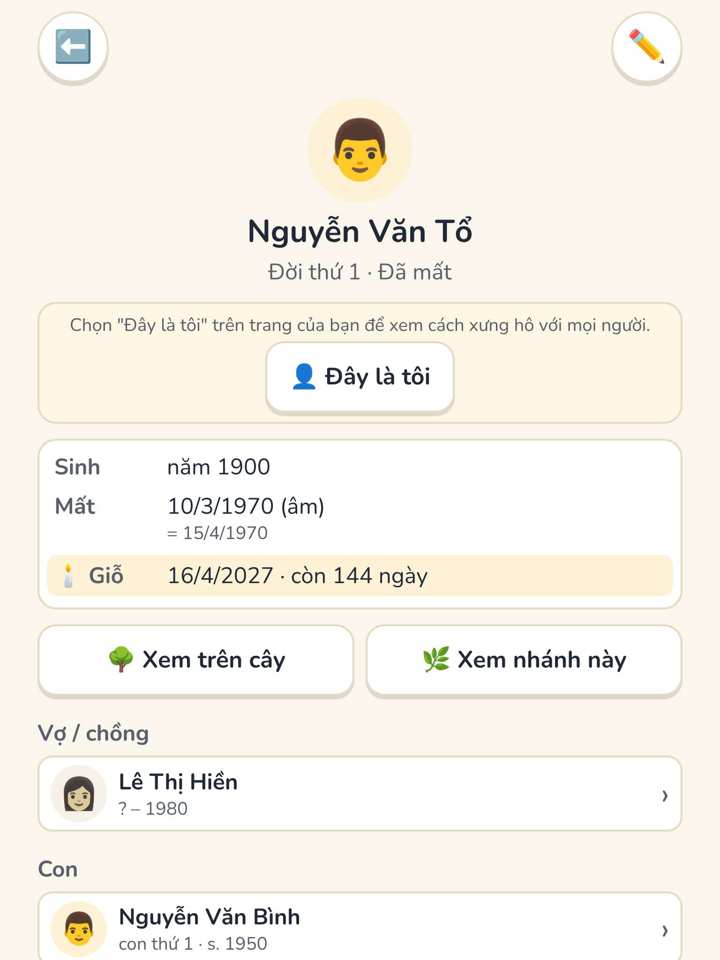 Nguyễn Văn Tổ
Đời thứ 1 · Đã mất
Chọn "Đây là tôi" trên trang của bạn để xem cách xưng hô với mọi người.
Đây là tôi
Sinh năm 1900
Mất 10/3/1970 (âm)
= 15/4/1970
Giỗ 16/4/2027 · còn 144 ngày
Xem trên cây
Xem nhánh này
Vợ / chồng
Lê Thị Hiền
? – 1980
Con
Nguyễn Văn Bình
con thứ 1 · s. 1950